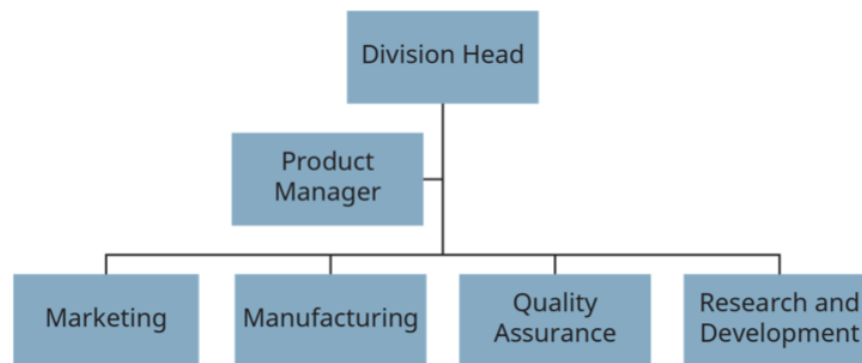 Division Head
Product
Manager
Marketing
Manufacturing
Quality
Assurance
Research and
Development